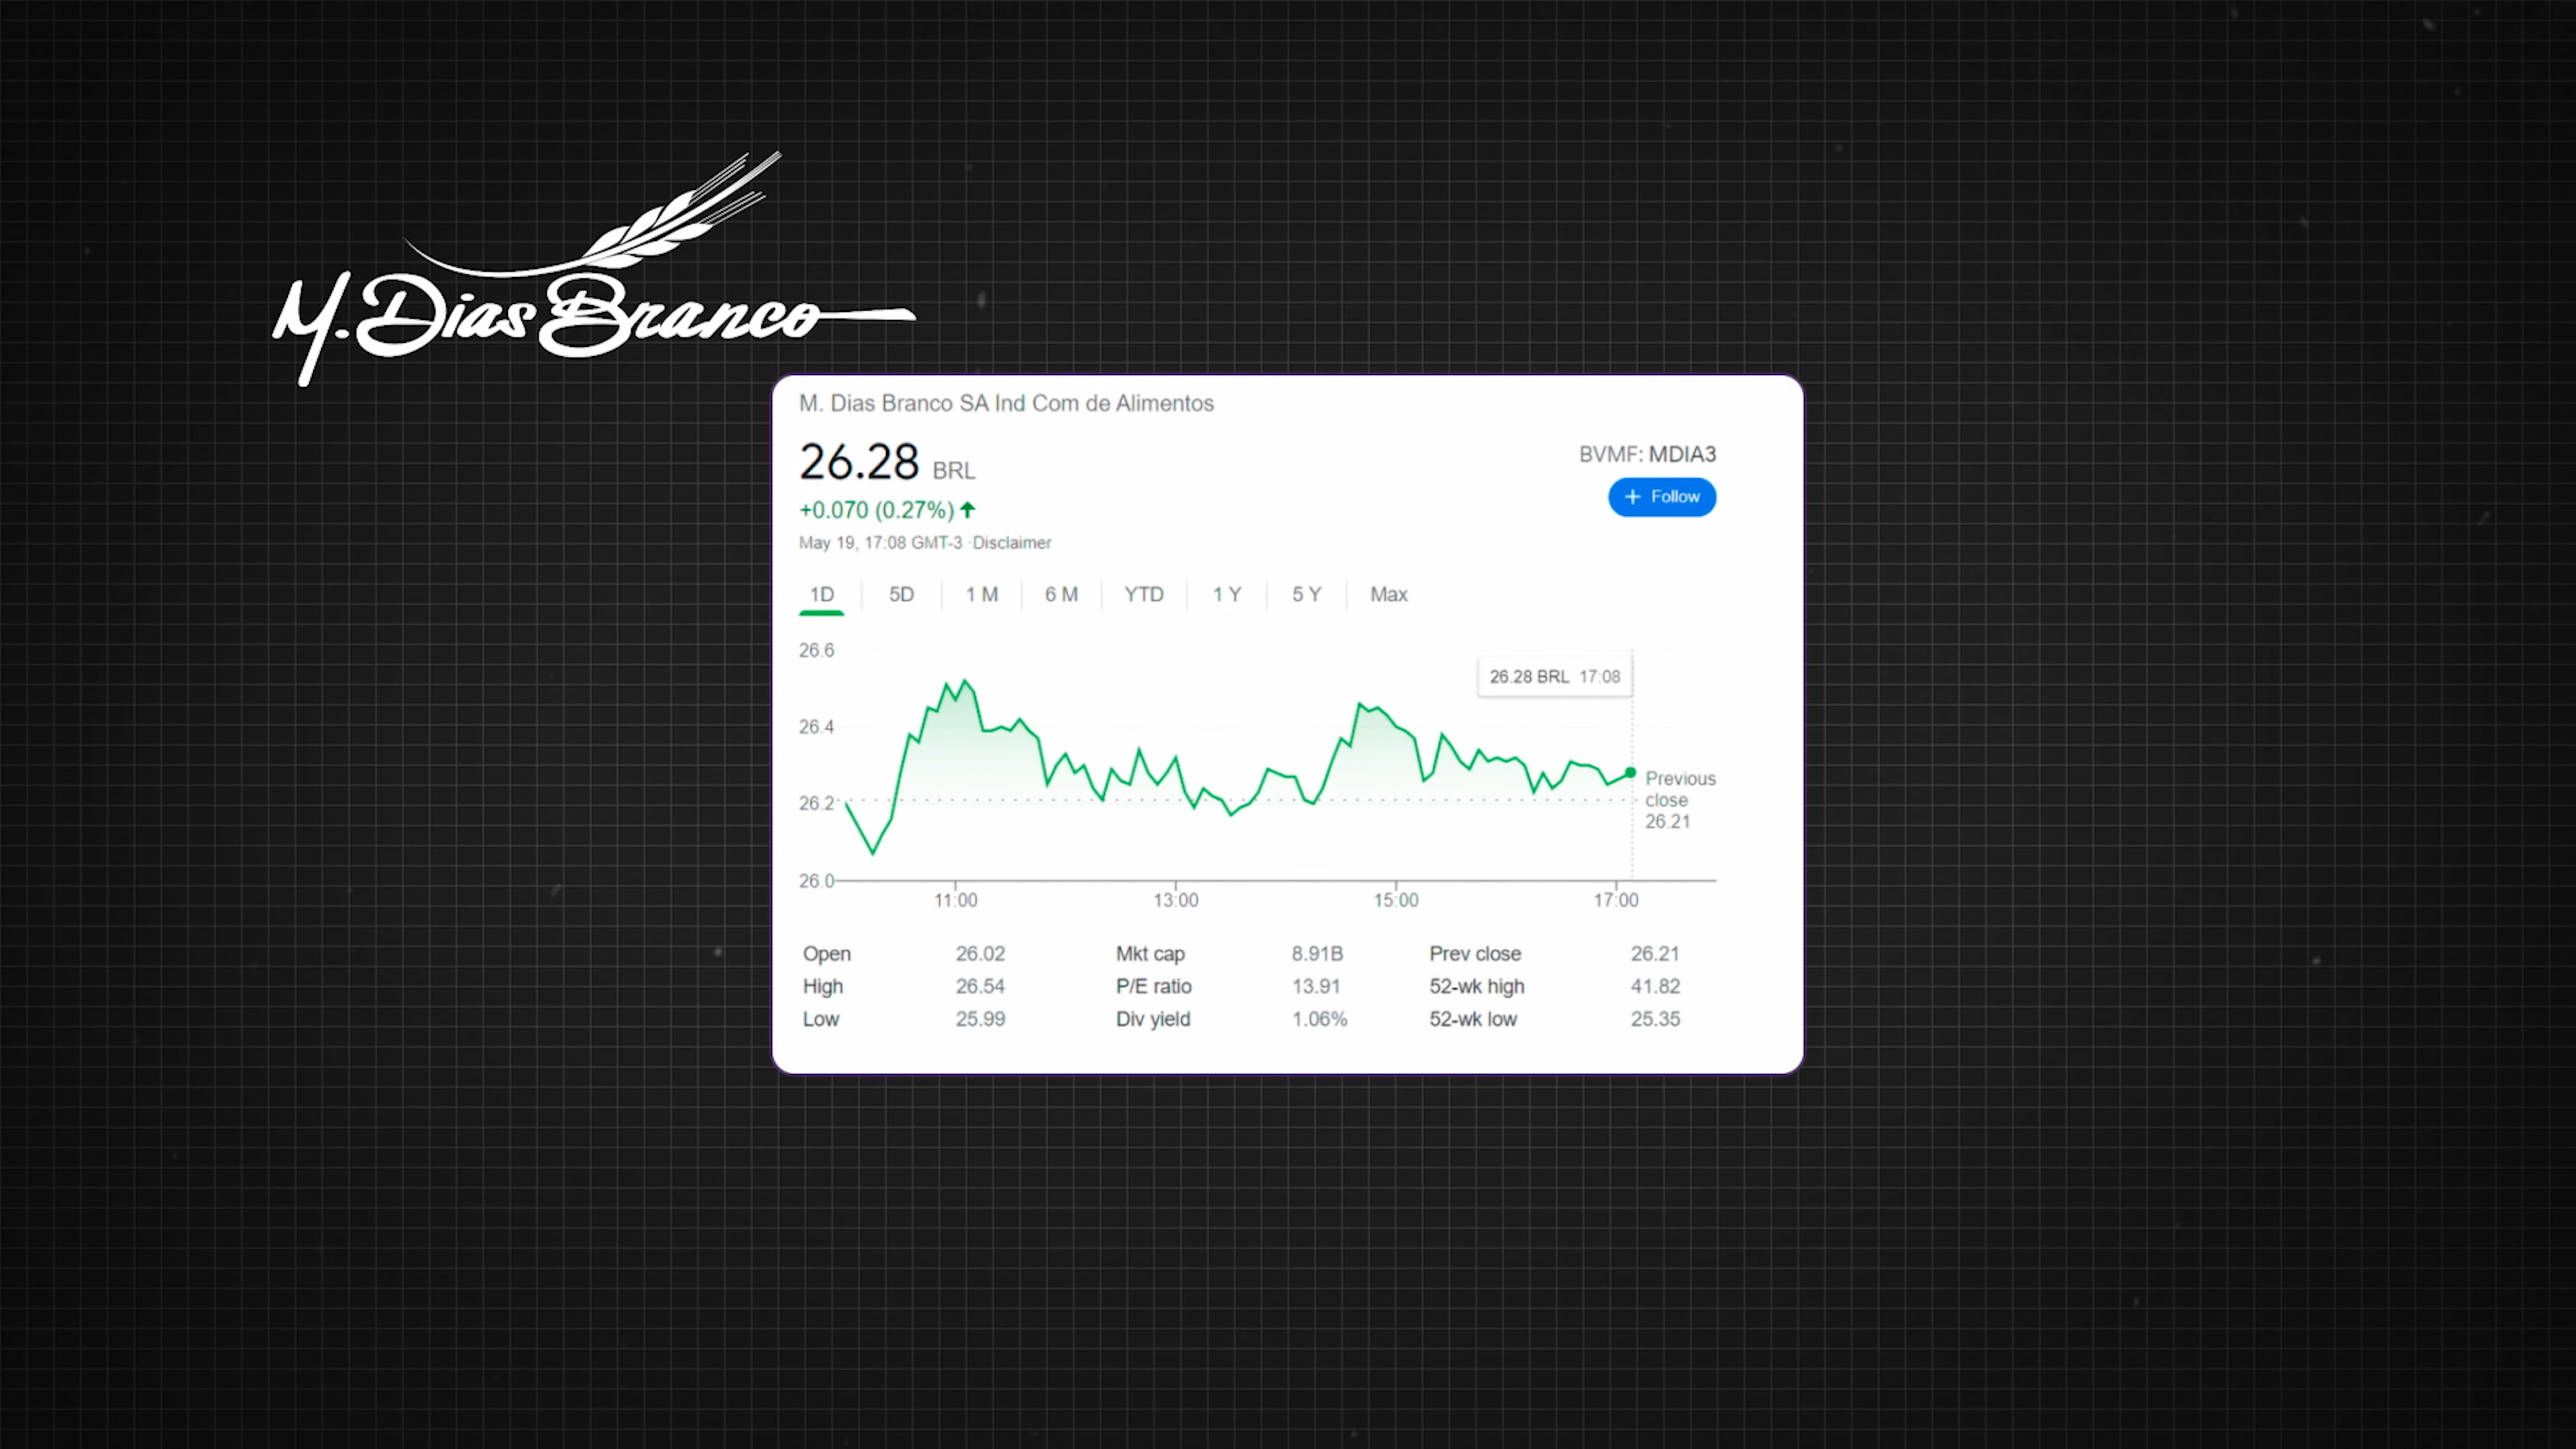 M. Dias Branco
M. Dias Branco SA Ind Com de Alimentos
26.28 BRL
BVMF: MDIA3
+0.070 (0.27%)
+ Follow
May 19, 17:08 GMT-3 ·Disclaimer
1D 5D 1 M 6 M YTD 1 Y 5 Y Max
26.6
26.28 BRL 17:08
26.4
26.2
Previous
close
26.21
26.0
11:00 13:00 15:00 17:00
Open 26.02 Mkt cap 8.91B Prev close 26.21
High 26.54 P/E ratio 13.91 52-wk high 41.82
Low 25.99 Div yield 1.06% 52-wk low 25.35